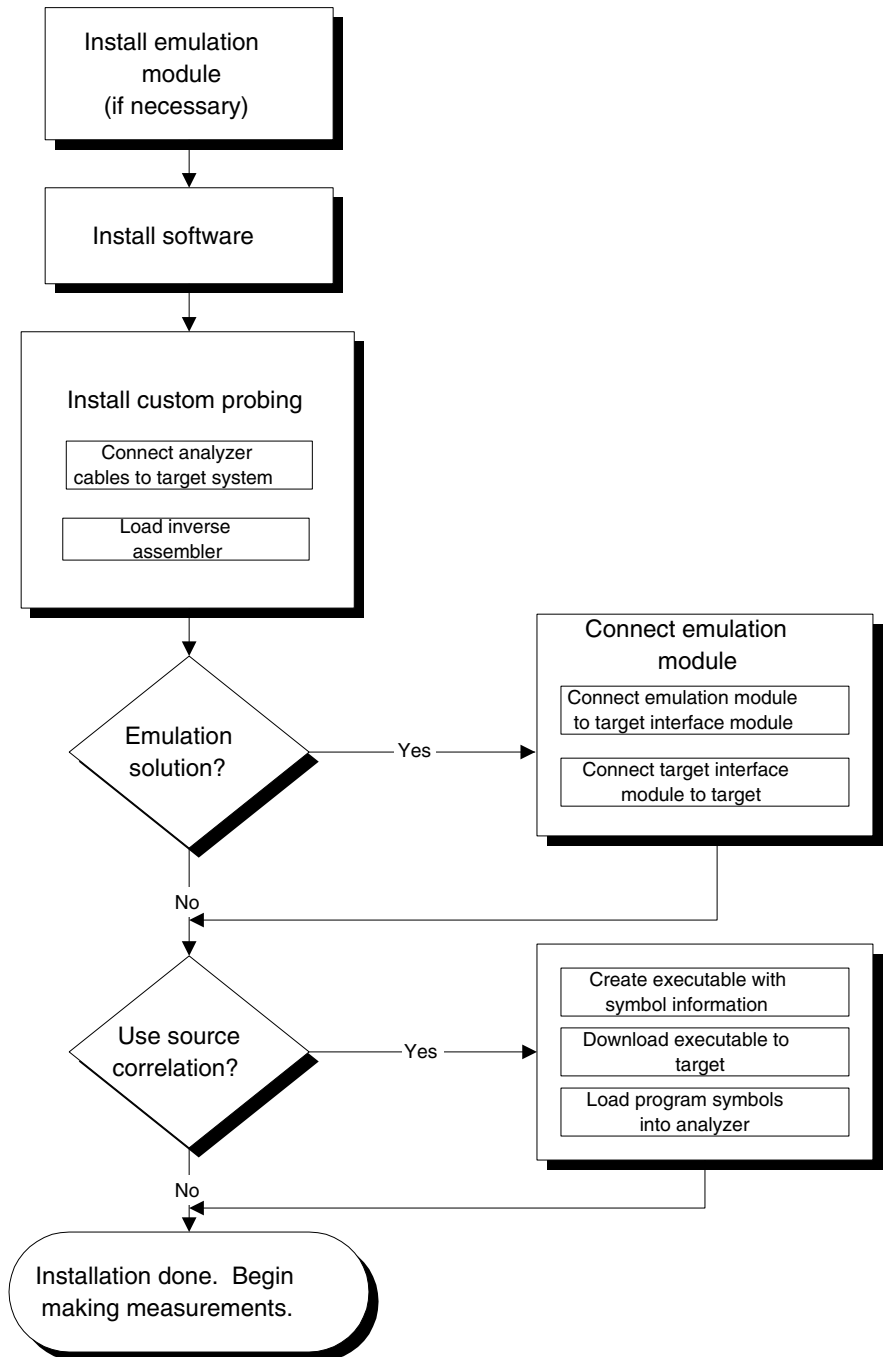 Install emulation
module
(if necessary)
Install software
Install custom probing
Connect analyzer
cables to target system
Load inverse
assembler
Emulation
solution?
Yes
Connect emulation
module
Connect emulation module
to target interface module
Connect target interface
module to target
No
Use source
correlation?
Yes
Create executable with
symbol information
Download executable to
target
Load program symbols
into analyzer
No
Installation done.  Begin
making measurements.